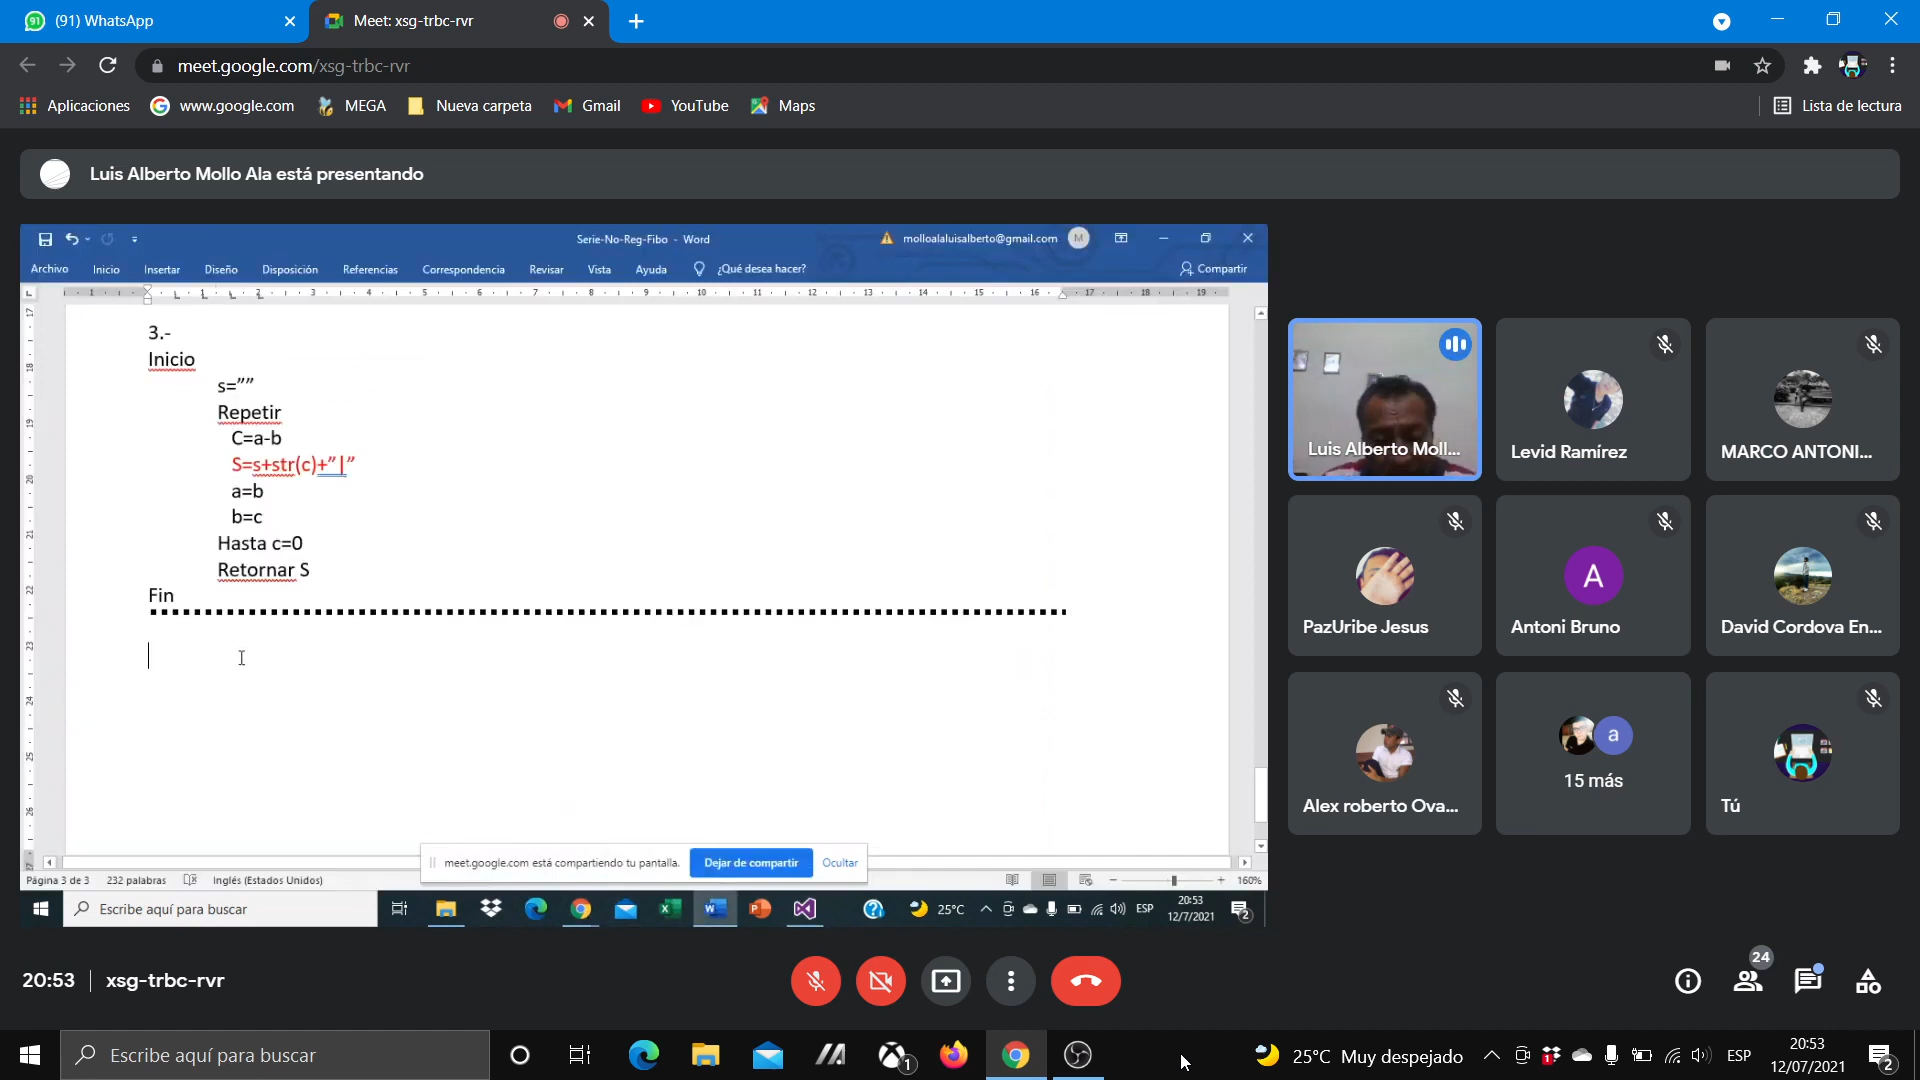 (91) WhatsApp
Meet: xsg-trbc-rvr
meet.google.com/xsg-trbc-rvr
Aplicaciones
www.google.com
MEGA
Nueva carpeta
Gmail
YouTube
Maps
Lista de lectura
Luis Alberto Mollo Ala está presentando
Serie-No-Reg-Fibo - Word
molloalaluisalberto@gmail.com
M
Archivo
Inicio
Insertar
Diseño
Disposición
Referencias
Correspondencia
Revisar
Vista
Ayuda
¿Qué desea hacer?
Compartir
3.-
Inicio
s=””
Repetir
C=a-b
S=s+str(c)+”|”
a=b
b=c
Hasta c=0
Retornar S
Fin
meet.google.com está compartiendo tu pantalla.
Dejar de compartir
Ocultar
Página 3 de 3
232 palabras
Inglés (Estados Unidos)
160%
Escribe aquí para buscar
25°C
ESP
20:53
12/7/2021
2
Luis Alberto Moll...
Levid Ramírez
MARCO ANTONI...
PazUribe Jesus
A
Antoni Bruno
David Cordova En...
Alex roberto Ova...
a
15 más
Tú
20:53
xsg-trbc-rvr
24
Escribe aquí para buscar
1
25°C Muy despejado
1
ESP
20:53
12/07/2021
2